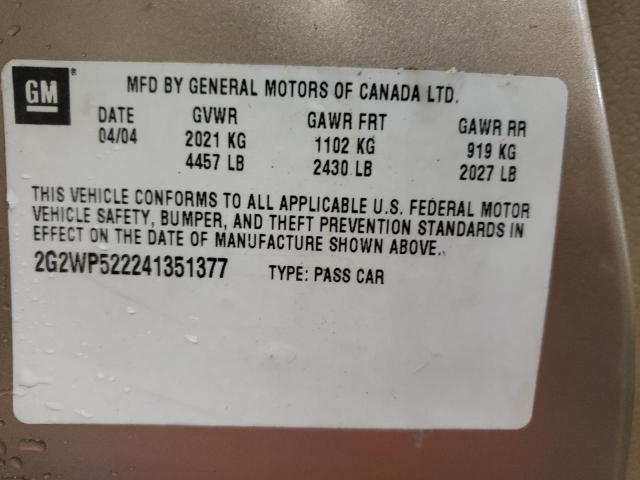 GM ®
MFD BY GENERAL MOTORS OF CANADA LTD.
DATE GVWR GAWR FRT GAWR RR
04/04 2021 KG 1102 KG 919 KG
4457 LB 2430 LB 2027 LB
THIS VEHICLE CONFORMS TO ALL APPLICABLE U.S. FEDERAL MOTOR
VEHICLE SAFETY, BUMPER, AND THEFT PREVENTION STANDARDS IN
EFFECT ON THE DATE OF MANUFACTURE SHOWN ABOVE.
2G2WP522241351377 TYPE: PASS CAR